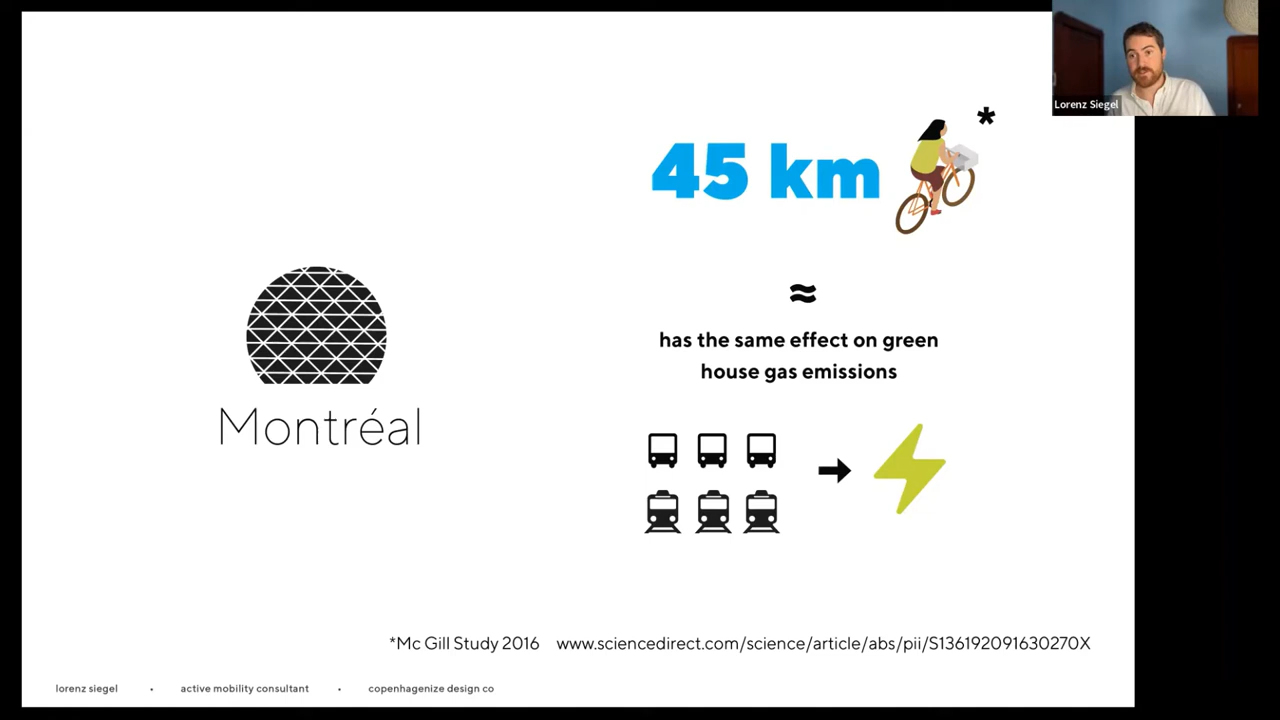 Lorenz Siegel
45 km *
≈
has the same effect on green
house gas emissions
Montréal
*Mc Gill Study 2016 www.sciencedirect.com/science/article/abs/pii/S136192091630270X
lorenz siegel • active mobility consultant • copenhagenize design co